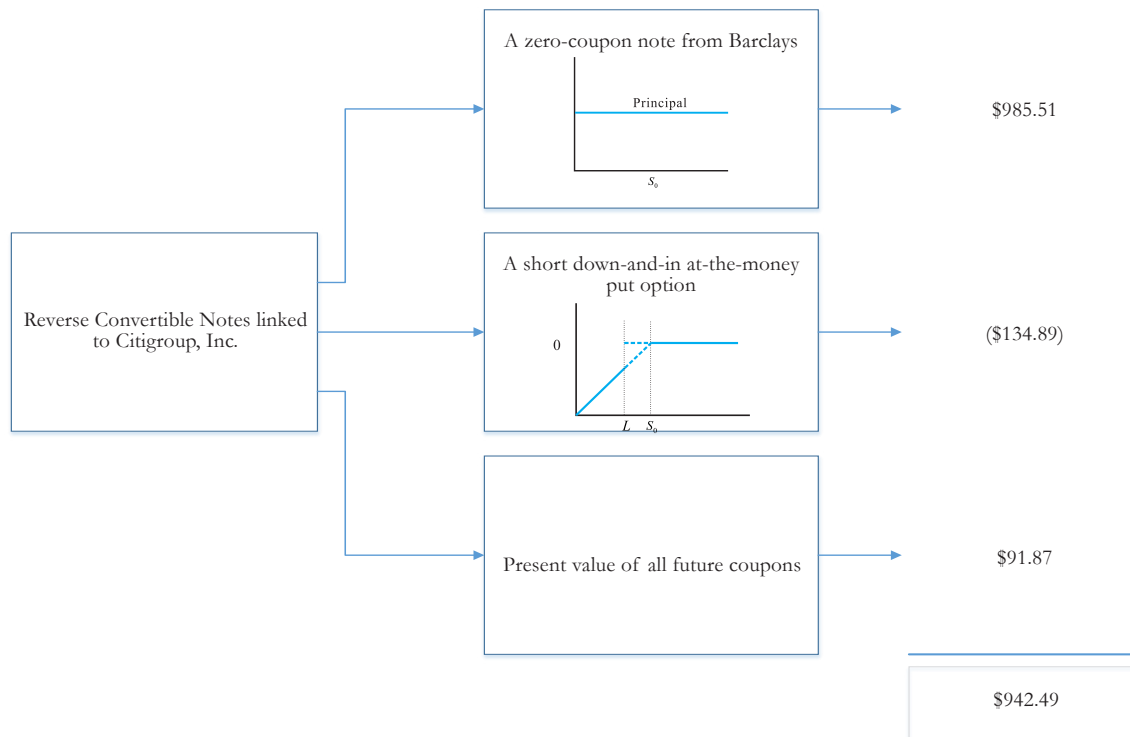 A zero-coupon note from Barclays
Principal
S₀
$985.51
Reverse Convertible Notes linked
to Citigroup, Inc.
A short down-and-in at-the-money
put option
0
L S₀
($134.89)
Present value of all future coupons
$91.87
$942.49